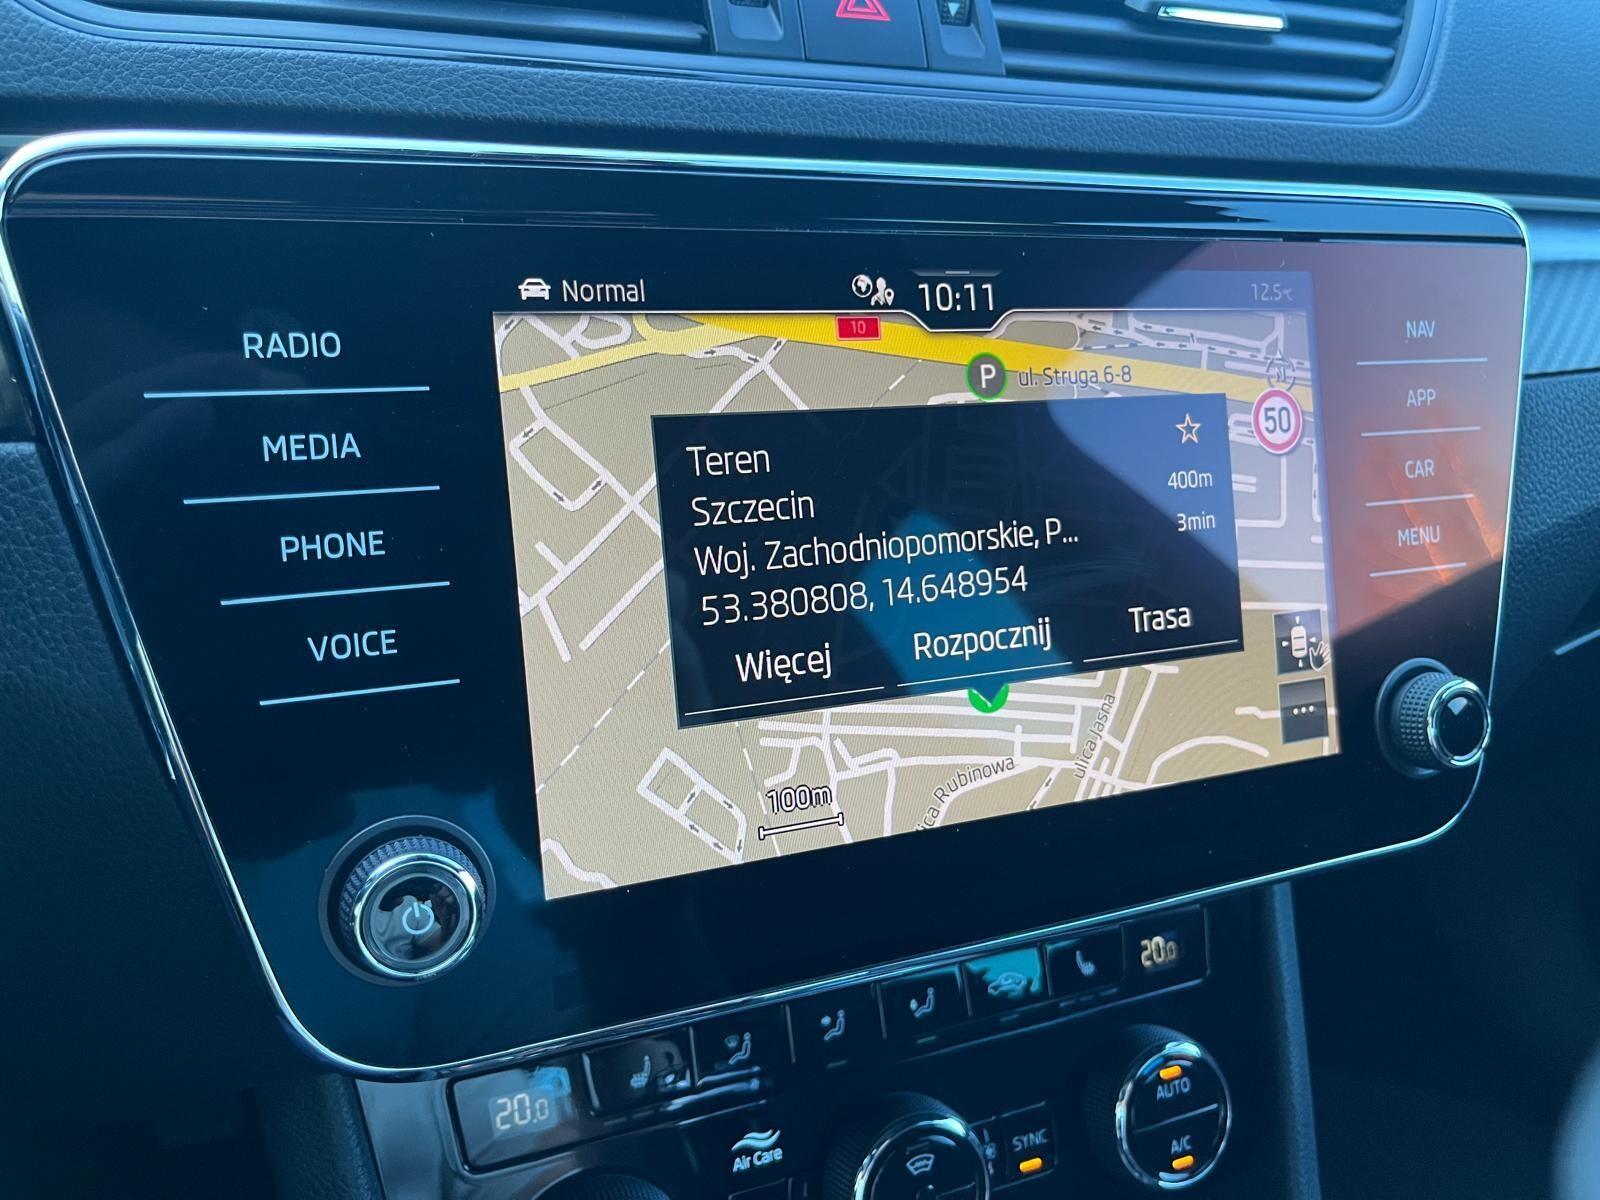 Normal
10:11
12.5°C
RADIO
MEDIA
PHONE
VOICE
10
P ul. Struga 6-8
50
Teren
Szczecin
400m
Woj. Zachodniopomorskie, P...
3min
53.380808, 14.648954
Więcej Rozpocznij Trasa
NAV
APP
CAR
MENU
ulica Jasna
Rubinowa
100m
20.0
20.0
Air Care
SYNC
AUTO
A/C